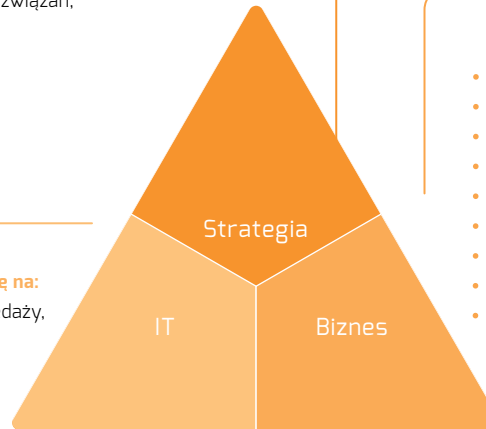 związań,
Strategia
ę na:
daży,
IT
Biznes